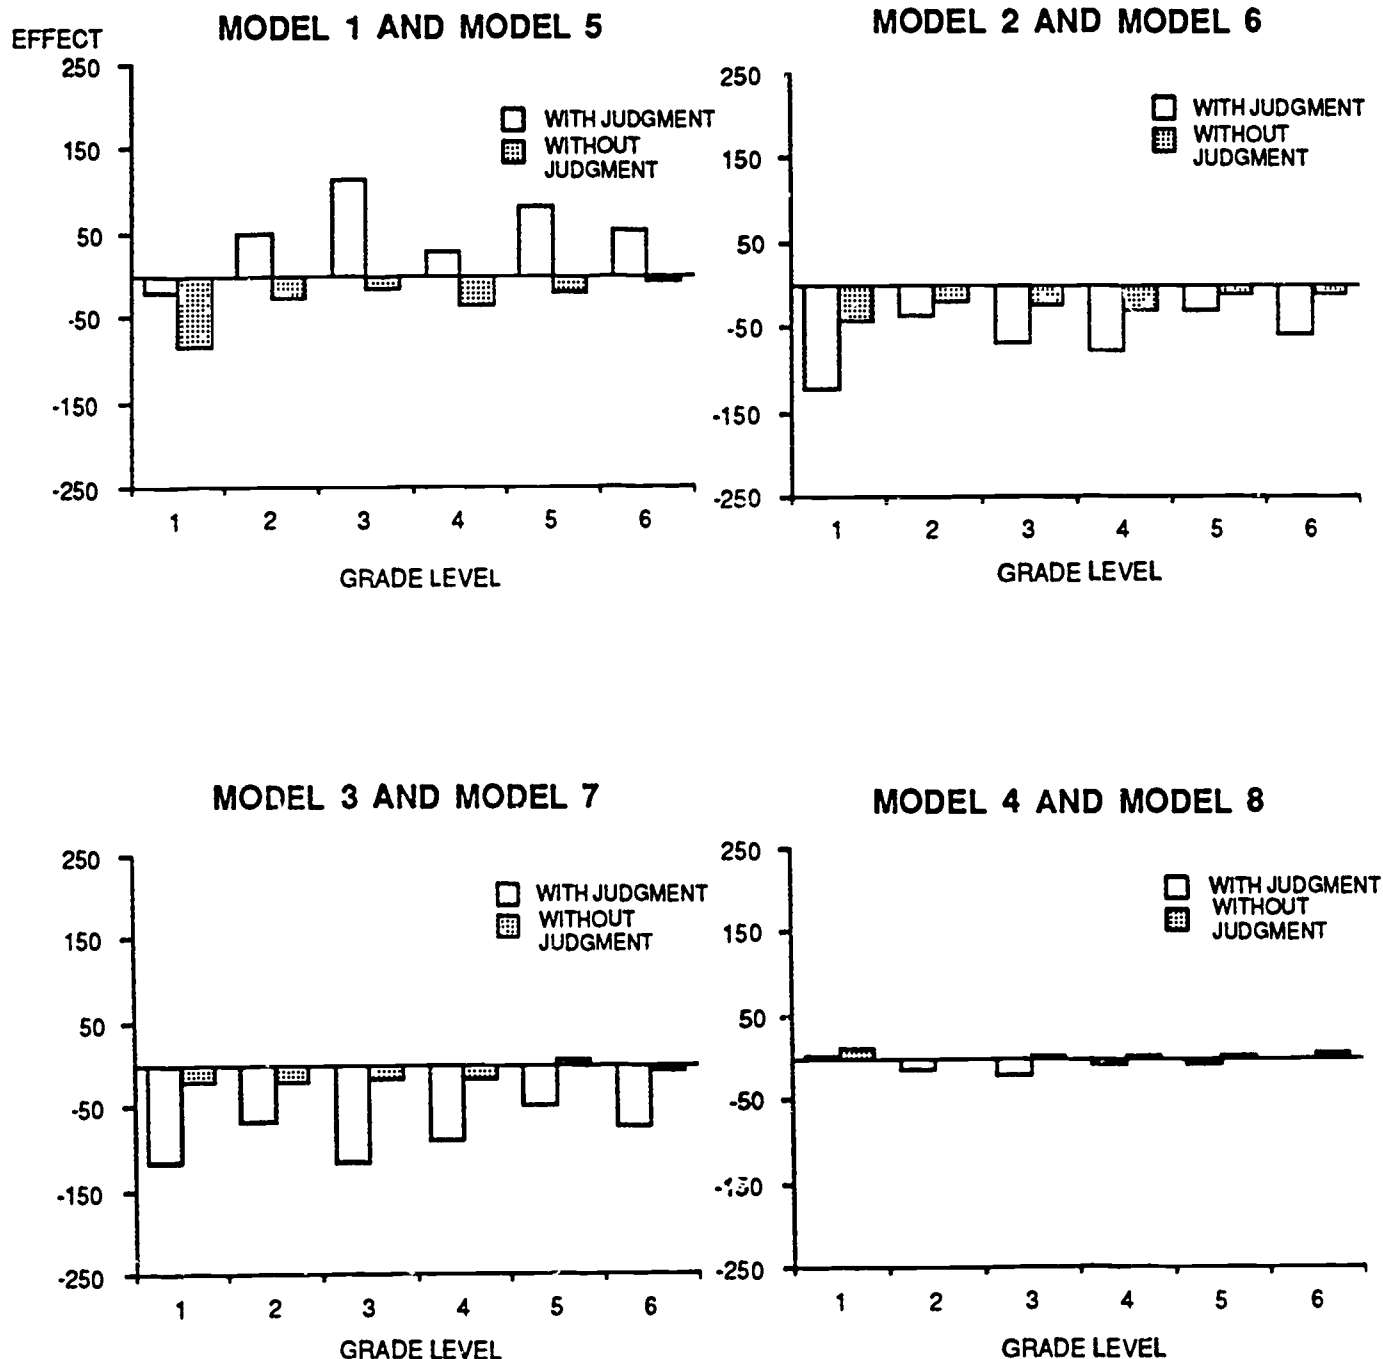 MODEL 1 AND MODEL 5
EFFECT
250
150
50
-50
-150
-250
WITH JUDGMENT
WITHOUT
JUDGMENT
1 2 3 4 5 6
GRADE LEVEL
MODEL 2 AND MODEL 6
250
150
50
-50
-150
-250
WITH JUDGMENT
WITHOUT
JUDGMENT
1 2 3 4 5 6
GRADE LEVEL
MODEL 3 AND MODEL 7
250
150
50
-50
-150
-250
WITH JUDGMENT
WITHOUT
JUDGMENT
1 2 3 4 5 6
GRADE LEVEL
MODEL 4 AND MODEL 8
250
150
50
-50
-150
-250
WITH JUDGMENT
WITHOUT
JUDGMENT
1 2 3 4 5 6
GRADE LEVEL